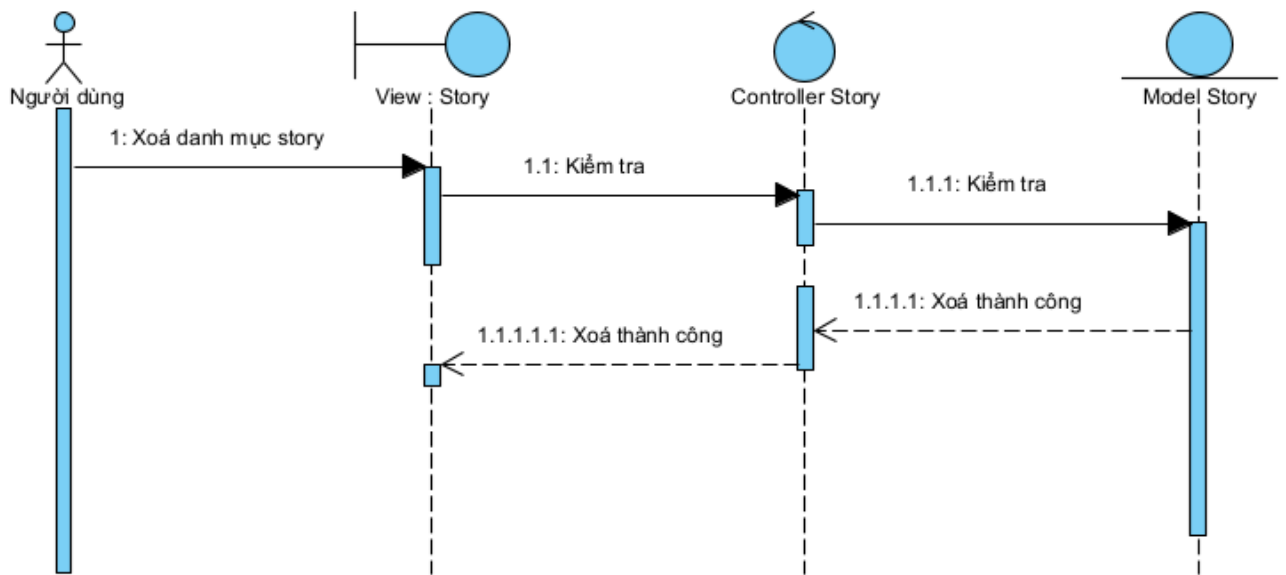 Người dùng
View : Story
Controller Story
Model Story
1: Xoá danh mục story
1.1: Kiểm tra
1.1.1: Kiểm tra
1.1.1.1: Xoá thành công
1.1.1.1.1: Xoá thành công